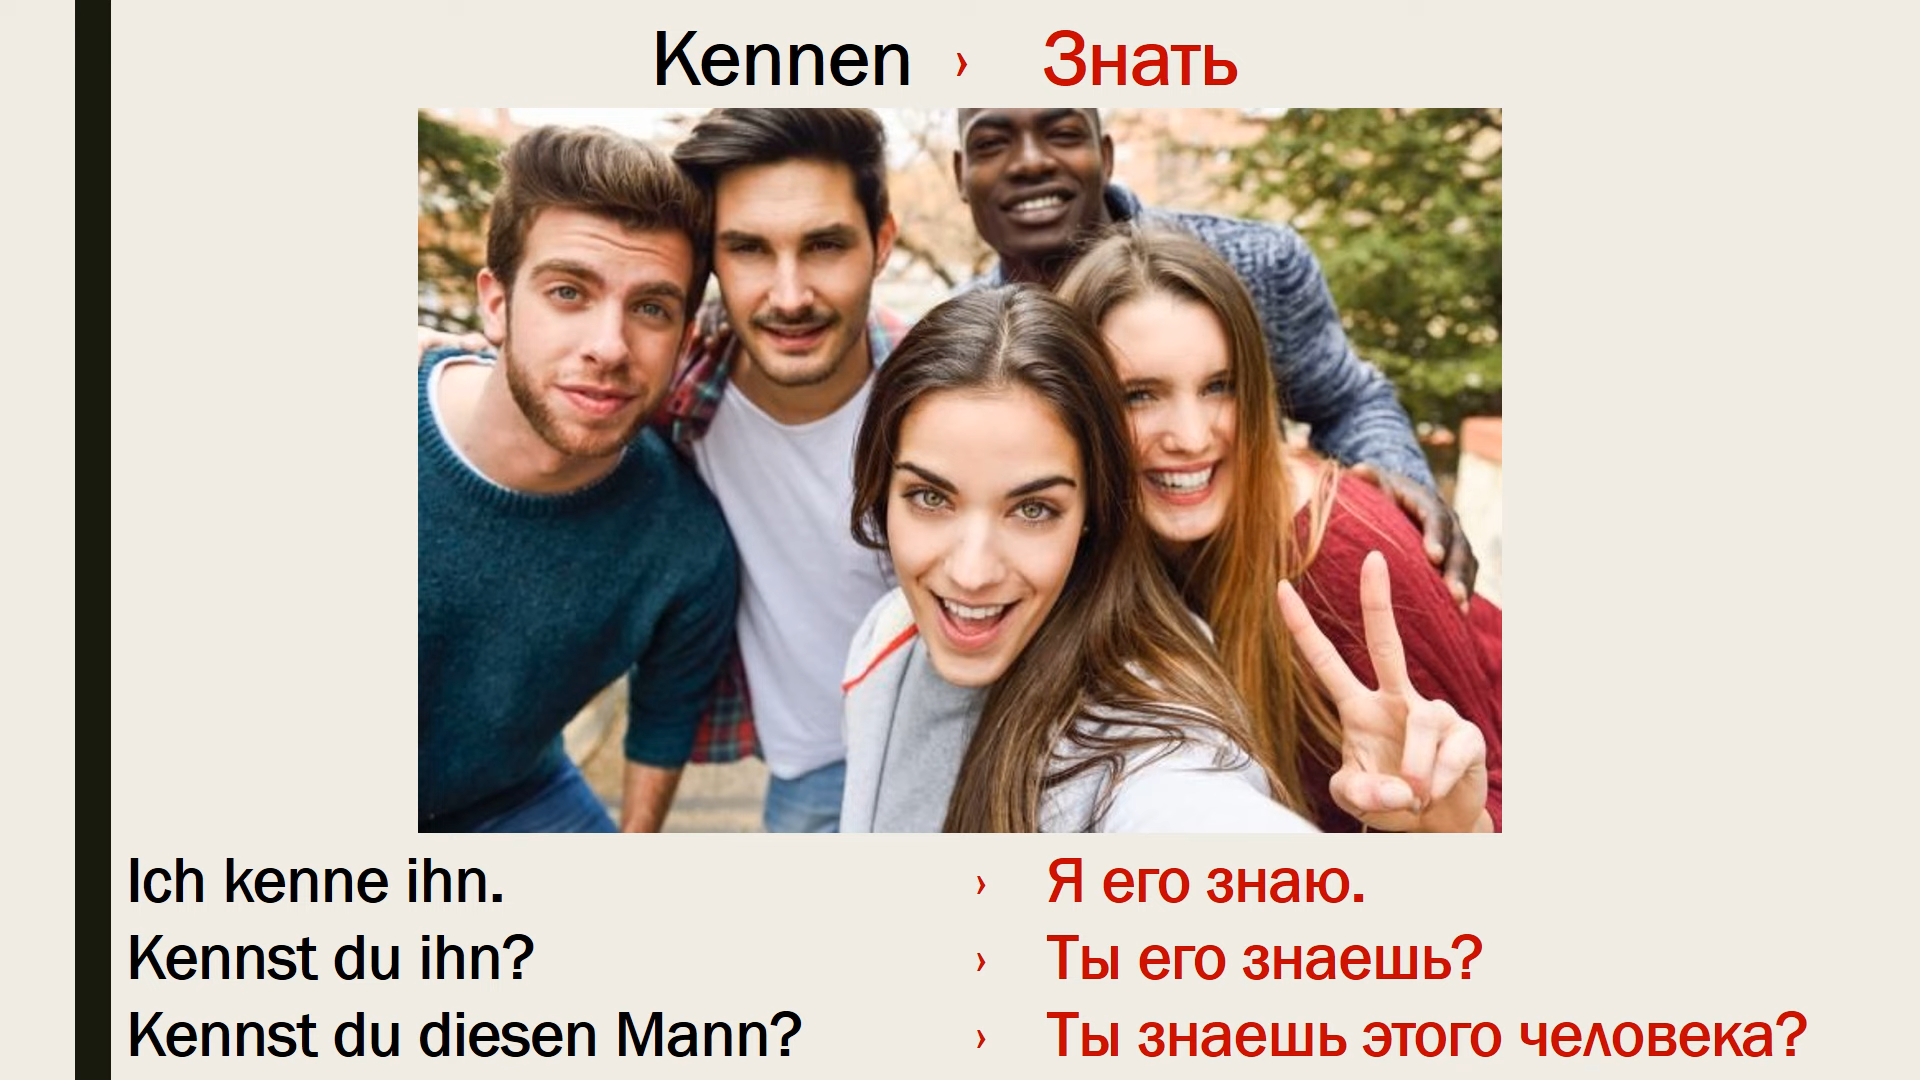 Kennen › Знать
Ich kenne ihn. › Я его знаю.
Kennst du ihn? › Ты его знаешь?
Kennst du diesen Mann? › Ты знаешь этого человека?